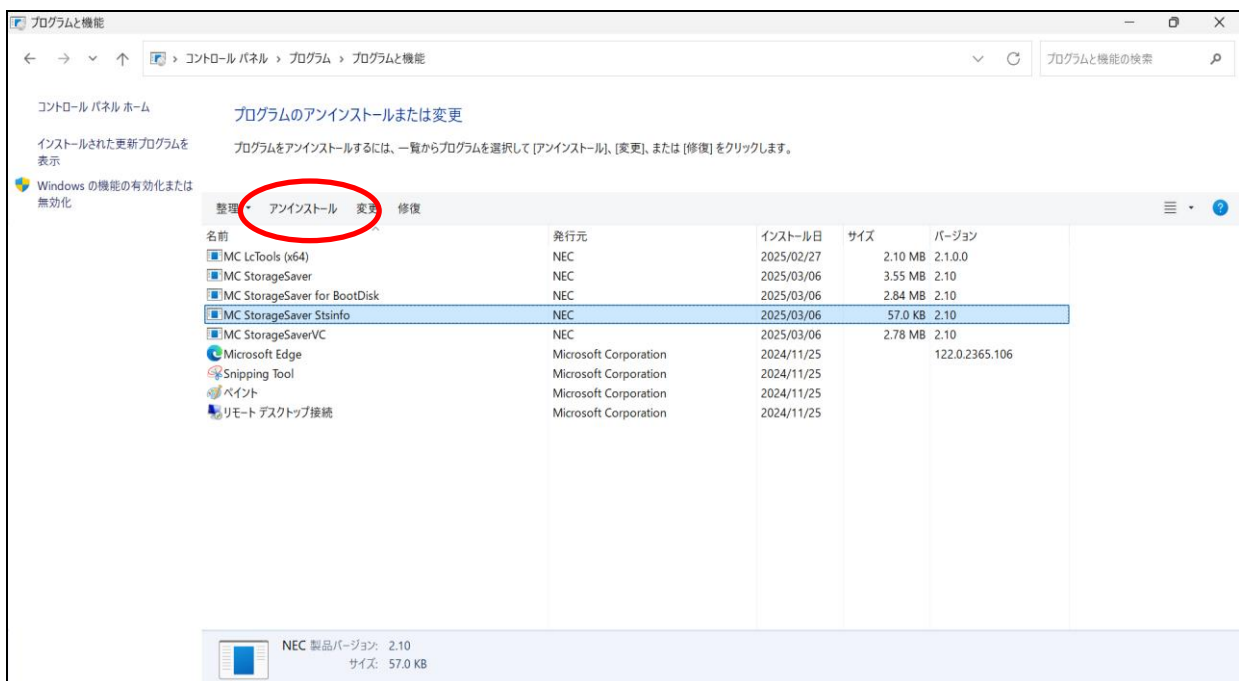 プログラムと機能
コントロール パネル › プログラム › プログラムと機能
プログラムと機能の検索
コントロール パネル ホーム
インストールされた更新プログラムを
表示
Windows の機能の有効化または
無効化
プログラムのアンインストールまたは変更
プログラムをアンインストールするには、一覧からプログラムを選択して [アンインストール]、[変更]、または [修復] をクリックします。
整理 アンインストール 変更 修復
名前 発行元 インストール日 サイズ バージョン
MC LcTools (x64) NEC 2025/02/27 2.10 MB 2.1.0.0
MC StorageSaver NEC 2025/03/06 3.55 MB 2.10
MC StorageSaver for BootDisk NEC 2025/03/06 2.84 MB 2.10
MC StorageSaver Stsinfo NEC 2025/03/06 57.0 KB 2.10
MC StorageSaverVC NEC 2025/03/06 2.78 MB 2.10
Microsoft Edge Microsoft Corporation 2024/11/25 122.0.2365.106
Snipping Tool Microsoft Corporation 2024/11/25
ペイント Microsoft Corporation 2024/11/25
リモート デスクトップ接続 Microsoft Corporation 2024/11/25
NEC 製品バージョン: 2.10
サイズ: 57.0 KB